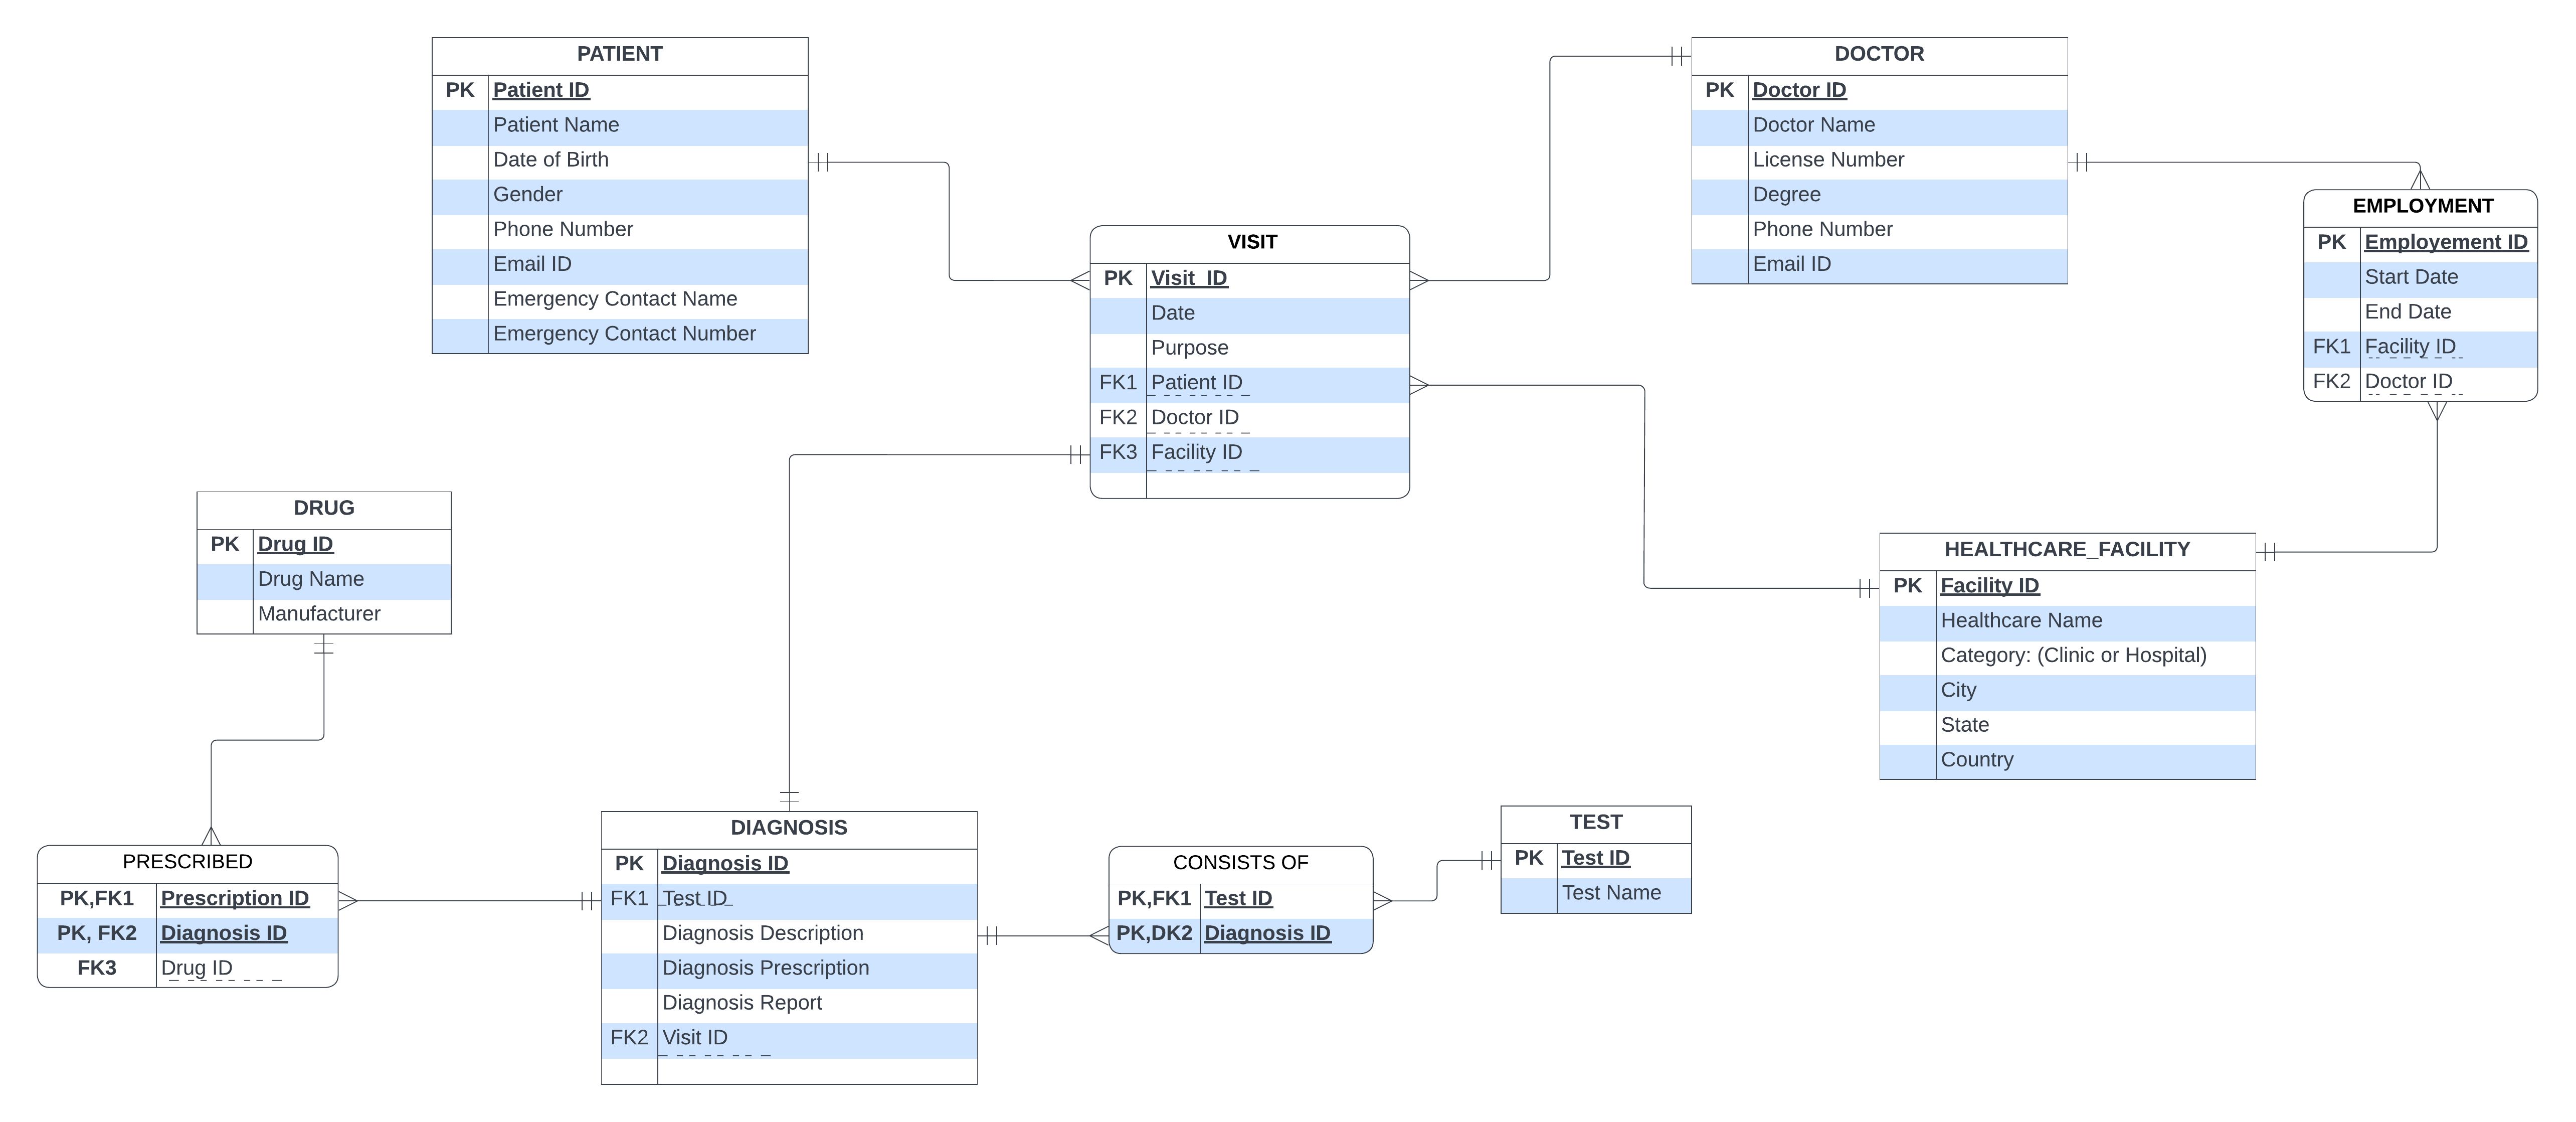 PATIENT
PK Patient ID
Patient Name
Date of Birth
Gender
Phone Number
Email ID
Emergency Contact Name
Emergency Contact Number
DOCTOR
PK Doctor ID
Doctor Name
License Number
Degree
Phone Number
Email ID
EMPLOYMENT
PK Employement ID
Start Date
End Date
FK1 Facility ID
FK2 Doctor ID
VISIT
PK Visit_ID
Date
Purpose
FK1 Patient ID
FK2 Doctor ID
FK3 Facility ID
DRUG
PK Drug ID
Drug Name
Manufacturer
HEALTHCARE_FACILITY
PK Facility ID
Healthcare Name
Category: (Clinic or Hospital)
City
State
Country
PRESCRIBED
PK,FK1 Prescription ID
PK, FK2 Diagnosis ID
FK3 Drug ID
DIAGNOSIS
PK Diagnosis ID
FK1 Test ID
Diagnosis Description
Diagnosis Prescription
Diagnosis Report
FK2 Visit ID
CONSISTS OF
PK,FK1 Test ID
PK,DK2 Diagnosis ID
TEST
PK Test ID
Test Name